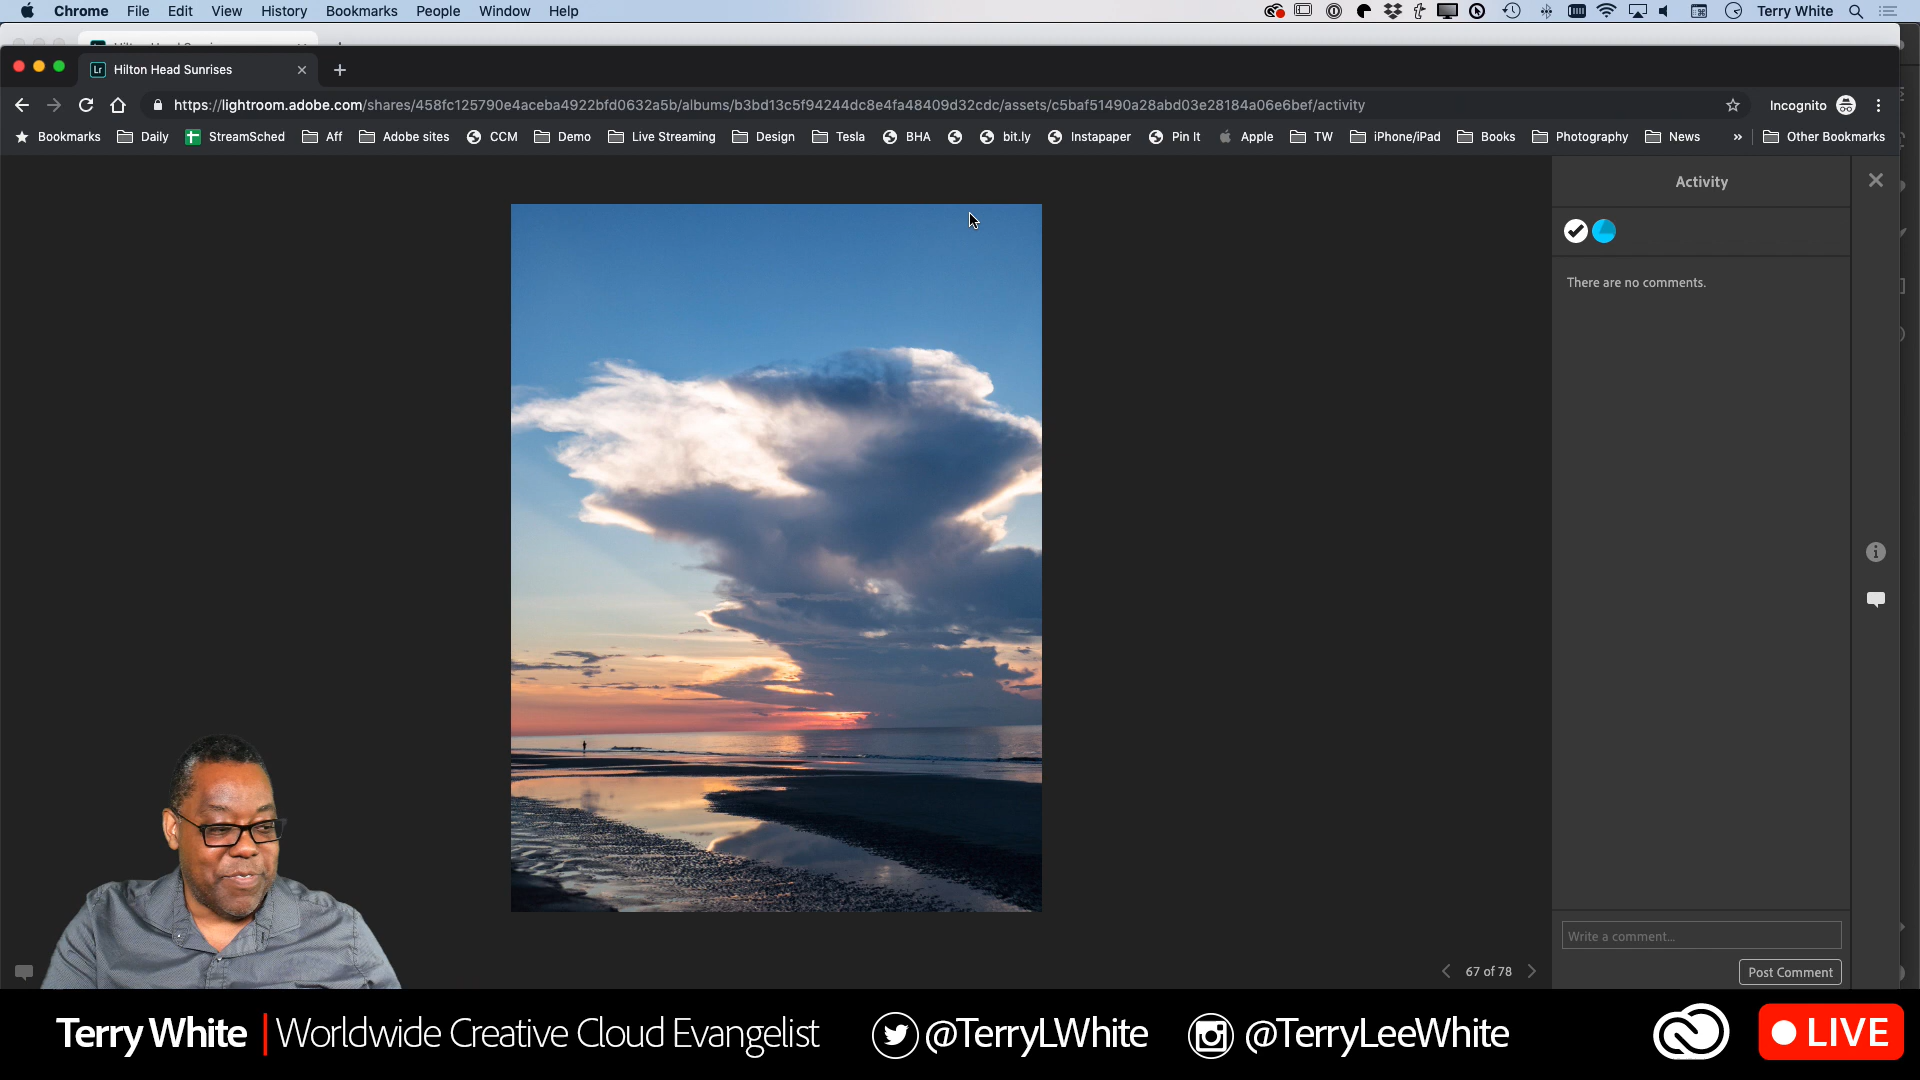 Chrome File Edit View History Bookmarks People Window Help Terry White
Lr Hilton Head Sunrises
https://lightroom.adobe.com/shares/458fc125790e4aceba4922bfd0632a5b/albums/b3bd13c5f94244dc8e4fa48409d32cdc/assets/c5baf51490a28abd03e28184a06e6bef/activity Incognito
Bookmarks Daily StreamSched Aff Adobe sites CCM Demo Live Streaming Design Tesla BHA bit.ly Instapaper Pin It Apple TW iPhone/iPad Books Photography News » Other Bookmarks
Activity
There are no comments.
Write a comment...
67 of 78
Post Comment
Terry White | Worldwide Creative Cloud Evangelist @TerryLWhite @TerryLeeWhite LIVE